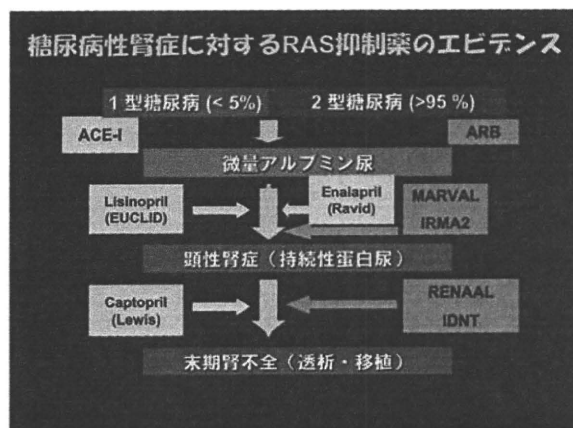 糖尿病性腎症に対するRAS抑制薬のエビデンス
1型糖尿病 (< 5%)
2型糖尿病 (>95 %)
ACE-I
ARB
微量アルブミン尿
Lisinopril
(EUCLID)
Enalapril
(Ravid)
MARVAL
IRMA2
顕性腎症（持続性蛋白尿）
Captopril
(Lewis)
RENAAL
IDNT
末期腎不全（透析・移植）